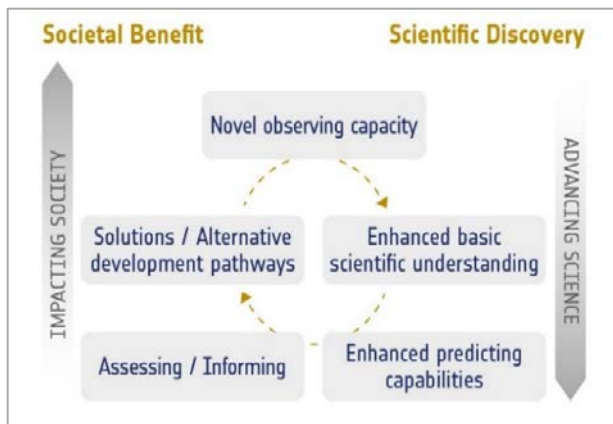 Societal Benefit
Scientific Discovery
IMPACTING SOCIETY
ADVANCING SCIENCE
Novel observing capacity
Solutions / Alternative
development pathways
Enhanced basic
scientific understanding
Assessing / Informing
Enhanced predicting
capabilities